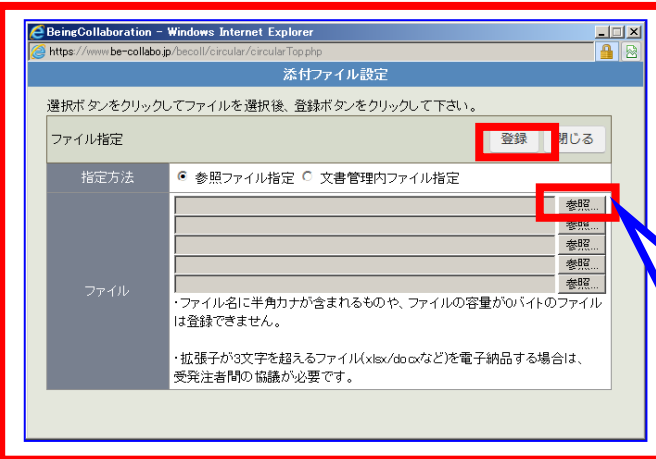 BeingCollaboration - Windows Internet Explorer
https://www.be-collabo.jp/becoll/circular/circularTop.php
添付ファイル設定
選択ボタンをクリックしてファイルを選択後、登録ボタンをクリックして下さい。
ファイル指定 登録 閉じる
指定方法 参照ファイル指定 文書管理内ファイル指定
参照...
参照...
参照...
参照...
参照...
ファイル
・ファイル名に半角カナが含まれるものや、ファイルの容量が0バイトのファイル
は登録できません。
・拡張子が3文字を超えるファイル(xlsx/docxなど)を電子納品する場合は、
受発注者間の協議が必要です。